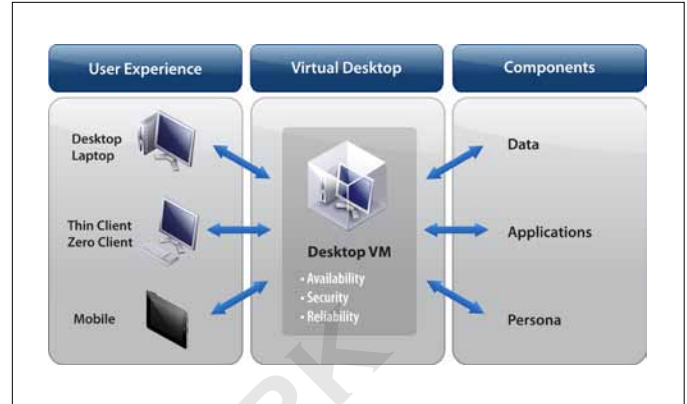 User Experience
Virtual Desktop
Components
Desktop
Laptop
Thin Client
Zero Client
Mobile
Desktop VM
• Availability
• Security
• Reliability
Data
Applications
Persona